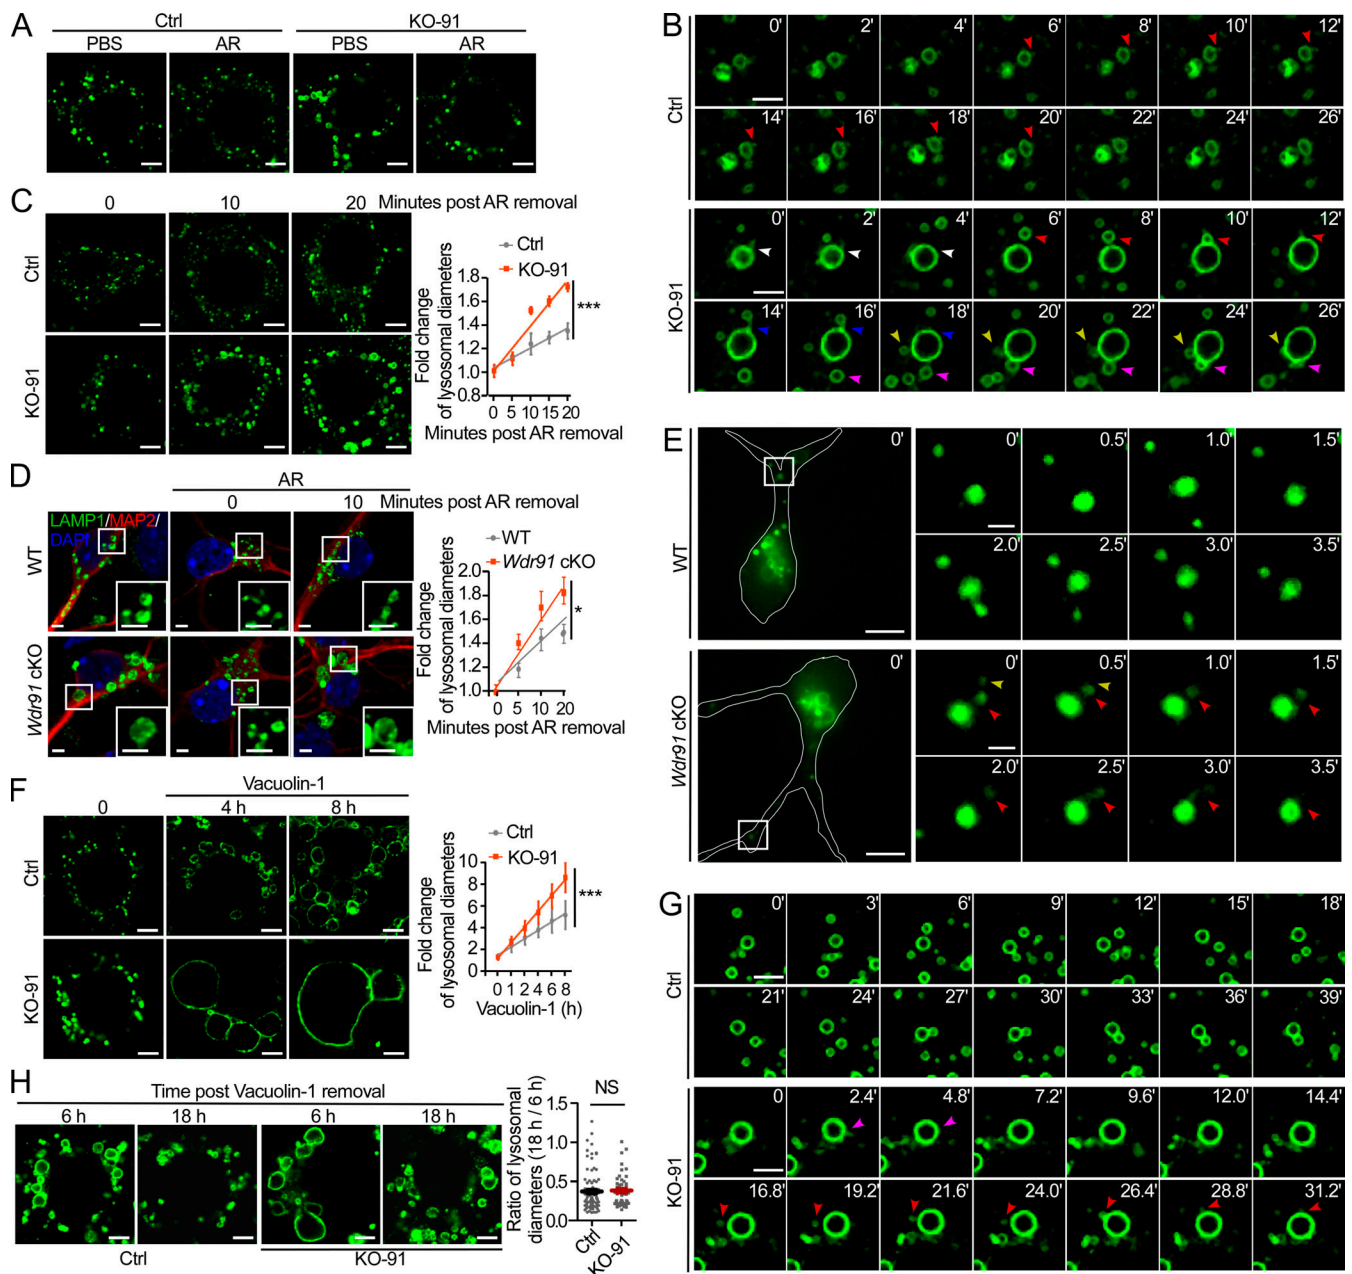 A
Ctrl KO-91
PBS AR PBS AR
B
Ctrl
0' 2' 4' 6' 8' 10' 12'
14' 16' 18' 20' 22' 24' 26'
KO-91
0' 2' 4' 6' 8' 10' 12'
14' 16' 18' 20' 22' 24' 26'
C
0 10 20 Minutes post AR removal
Ctrl
KO-91
Ctrl
KO-91
Fold change
of lysosomal diameters
1.8
1.6
1.4
1.2
1.0
0.8
***
0 5 10 15 20
Minutes post AR removal
D
AR
0 10 Minutes post AR removal
LAMP1/MAP2/
DAPI
WT
Wdr91 cKO
WT
Wdr91 cKO
Fold change
of lysosomal diameters
2.0
1.8
1.6
1.4
1.2
1.0
*
0 5 10 20
Minutes post AR removal
E
WT
0'
0' 0.5' 1.0' 1.5'
2.0' 2.5' 3.0' 3.5'
Wdr91 cKO
0'
0' 0.5' 1.0' 1.5'
2.0' 2.5' 3.0' 3.5'
F
Vacuolin-1
0 4 h 8 h
Ctrl
KO-91
Ctrl
KO-91
Fold change
of lysosomal diameters
10
8
6
4
2
0
***
0 1 2 4 6 8
Vacuolin-1 (h)
G
Ctrl
0' 3' 6' 9' 12' 15' 18'
21' 24' 27' 30' 33' 36' 39'
KO-91
0 2.4' 4.8' 7.2' 9.6' 12.0' 14.4'
16.8' 19.2' 21.6' 24.0' 26.4' 28.8' 31.2'
H
Time post Vacuolin-1 removal
6 h 18 h 6 h 18 h
Ctrl KO-91
Ratio of lysosomal
diameters (18 h / 6 h)
NS
1.5
1.0
0.5
0.0
Ctrl
KO-91